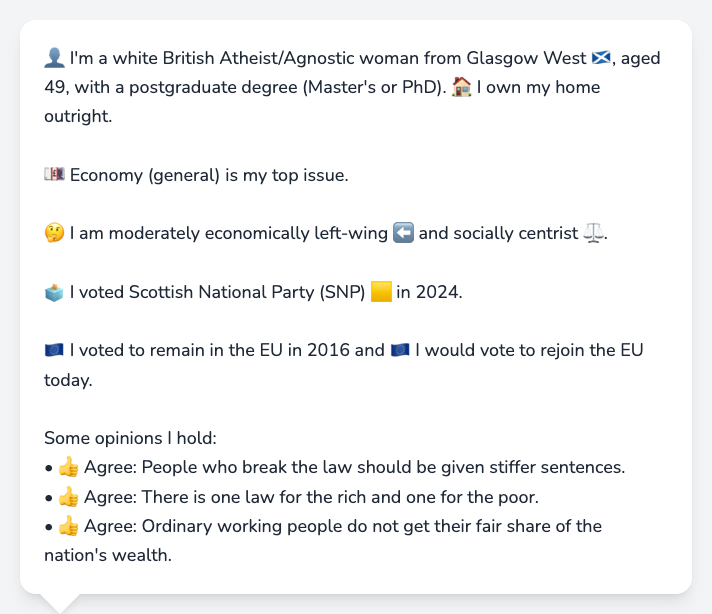 👤 I'm a white British Atheist/Agnostic woman from Glasgow West 🏴󠁧󠁢󠁳󠁣󠁴󠁿, aged
49, with a postgraduate degree (Master's or PhD). 🏠 I own my home
outright.
💷 Economy (general) is my top issue.
🤔 I am moderately economically left-wing ⬅️ and socially centrist ⚖️.
🗳️ I voted Scottish National Party (SNP) 🟨 in 2024.
🇪🇺 I voted to remain in the EU in 2016 and 🇪🇺 I would vote to rejoin the EU
today.
Some opinions I hold:
• 👍 Agree: People who break the law should be given stiffer sentences.
• 👍 Agree: There is one law for the rich and one for the poor.
• 👍 Agree: Ordinary working people do not get their fair share of the
nation's wealth.